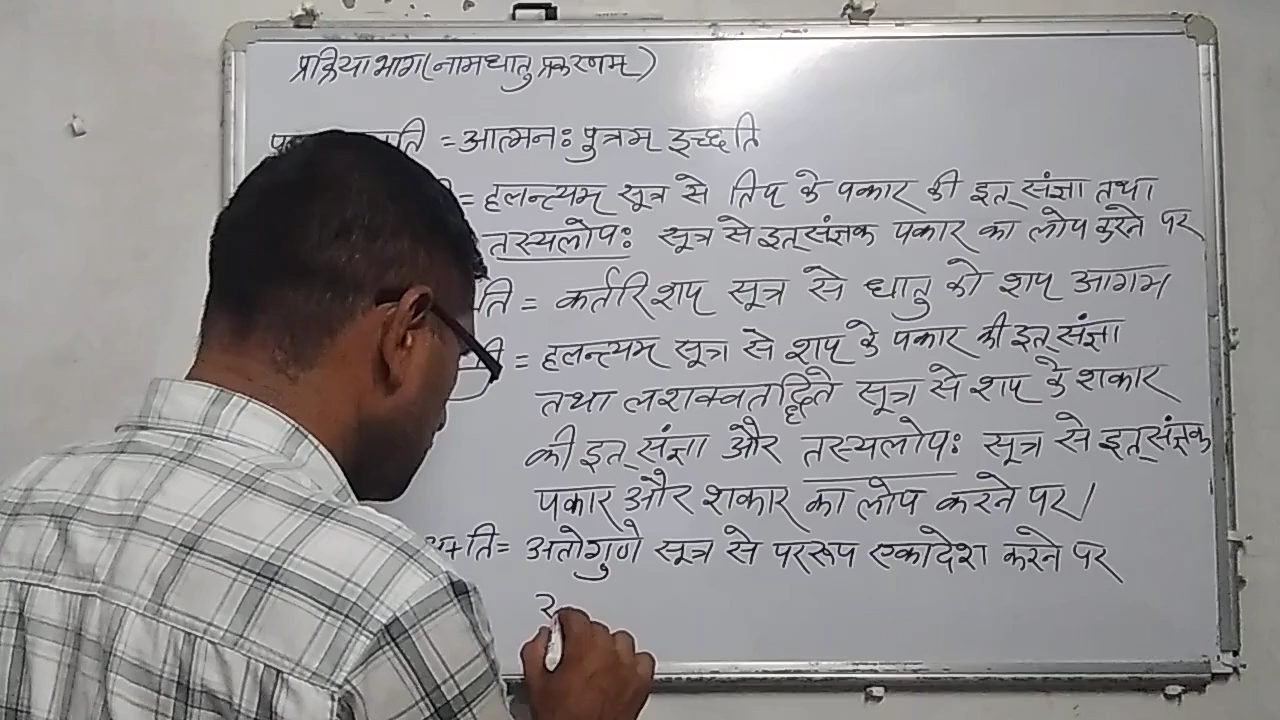 प्रक्रियाभाग(नामधातुप्रकरणम्)
ति = आत्मनः पुत्रम् इच्छति
= हलन्त्यम् सूत्र से तिप् के पकार की इत् संज्ञा तथा
तस्यलोपः सूत्र से इत्संज्ञक पकार का लोप करने पर
ति = कर्तरिशप् सूत्र से धातु को शप् आगम
ति = हलन्त्यम् सूत्र से शप् के पकार की इत् संज्ञा
तथा लशक्वतद्धिते सूत्र से शप् के शकार
की इत् संज्ञा और तस्यलोपः सूत्र से इत्संज्ञक
पकार और शकार का लोप करने पर।
य+ति= अतोगुणे सूत्र से पररूप एकादेश करने पर